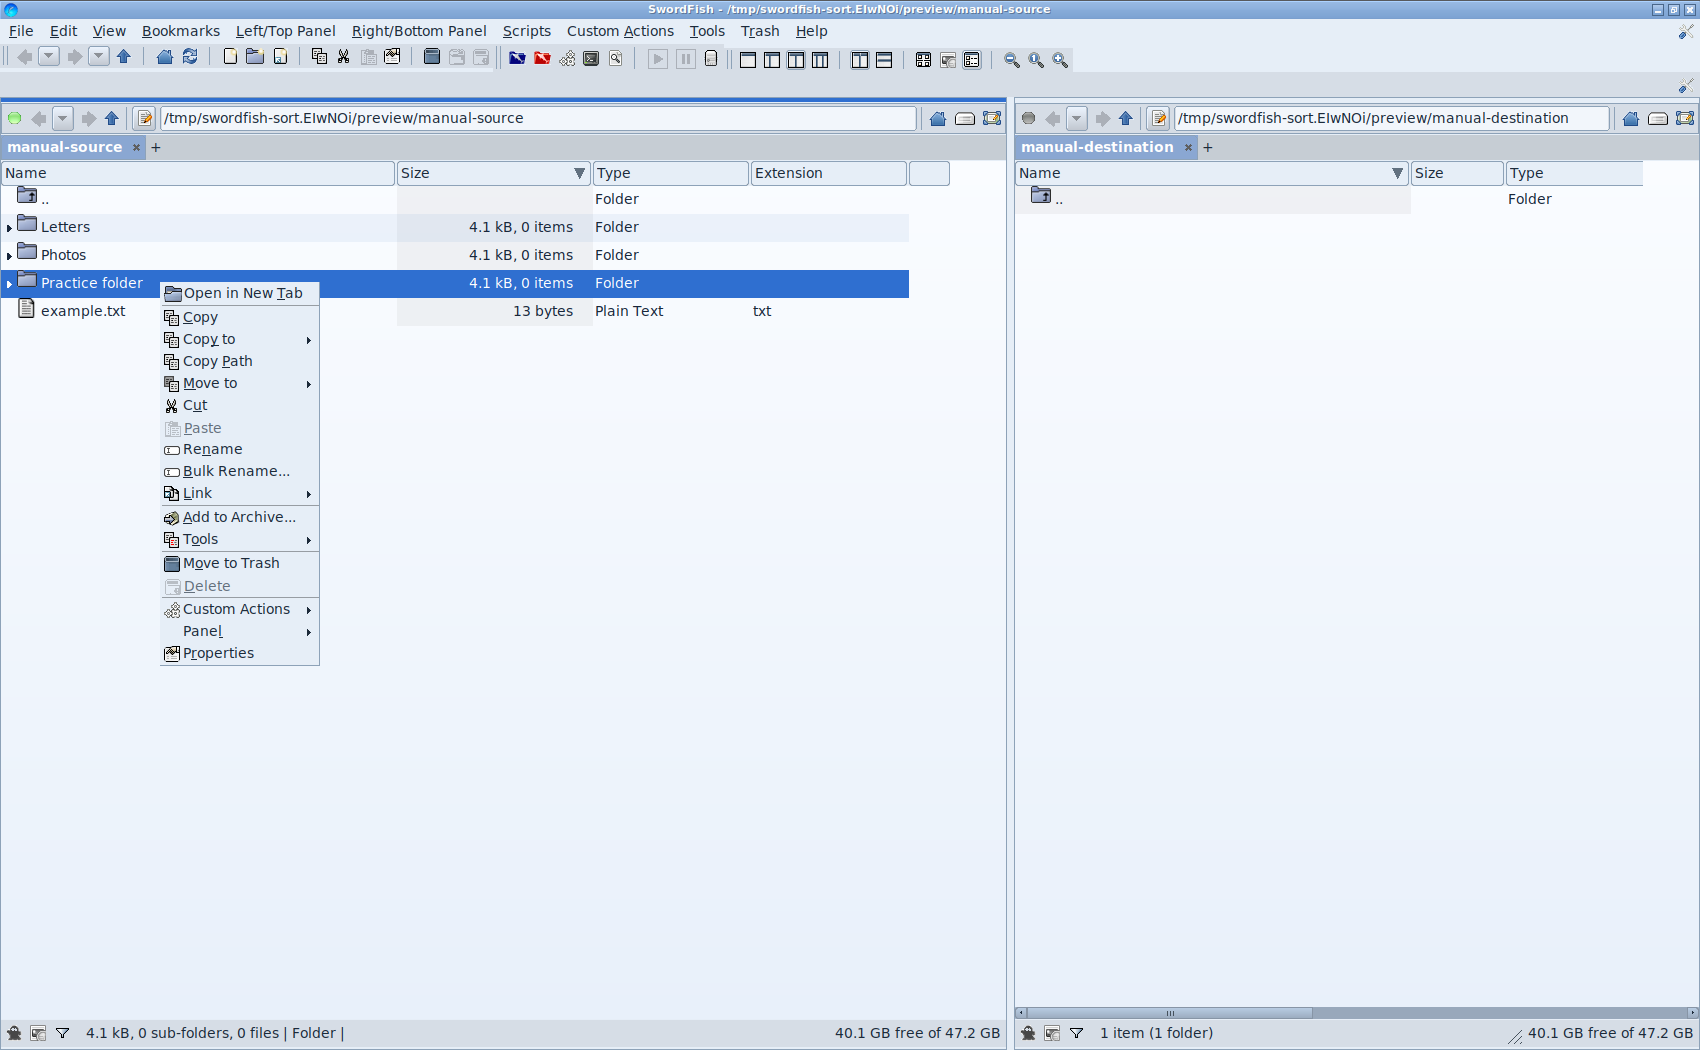 SwordFish - /tmp/swordfish-sort.EIwNOi/preview/manual-source
File Edit View Bookmarks Left/Top Panel Right/Bottom Panel Scripts Custom Actions Tools Trash Help
/tmp/swordfish-sort.EIwNOi/preview/manual-source
manual-source × +
Name Size Type Extension
.. Folder
Letters 4.1 kB, 0 items Folder
Photos 4.1 kB, 0 items Folder
Practice folder 4.1 kB, 0 items Folder
example.txt 13 bytes Plain Text txt
Open in New Tab
Copy
Copy to
Copy Path
Move to
Cut
Paste
Rename
Bulk Rename...
Link
Add to Archive...
Tools
Move to Trash
Delete
Custom Actions
Panel
Properties
4.1 kB, 0 sub-folders, 0 files | Folder |
40.1 GB free of 47.2 GB
/tmp/swordfish-sort.EIwNOi/preview/manual-destination
manual-destination × +
Name Size Type
.. Folder
1 item (1 folder)
40.1 GB free of 47.2 GB